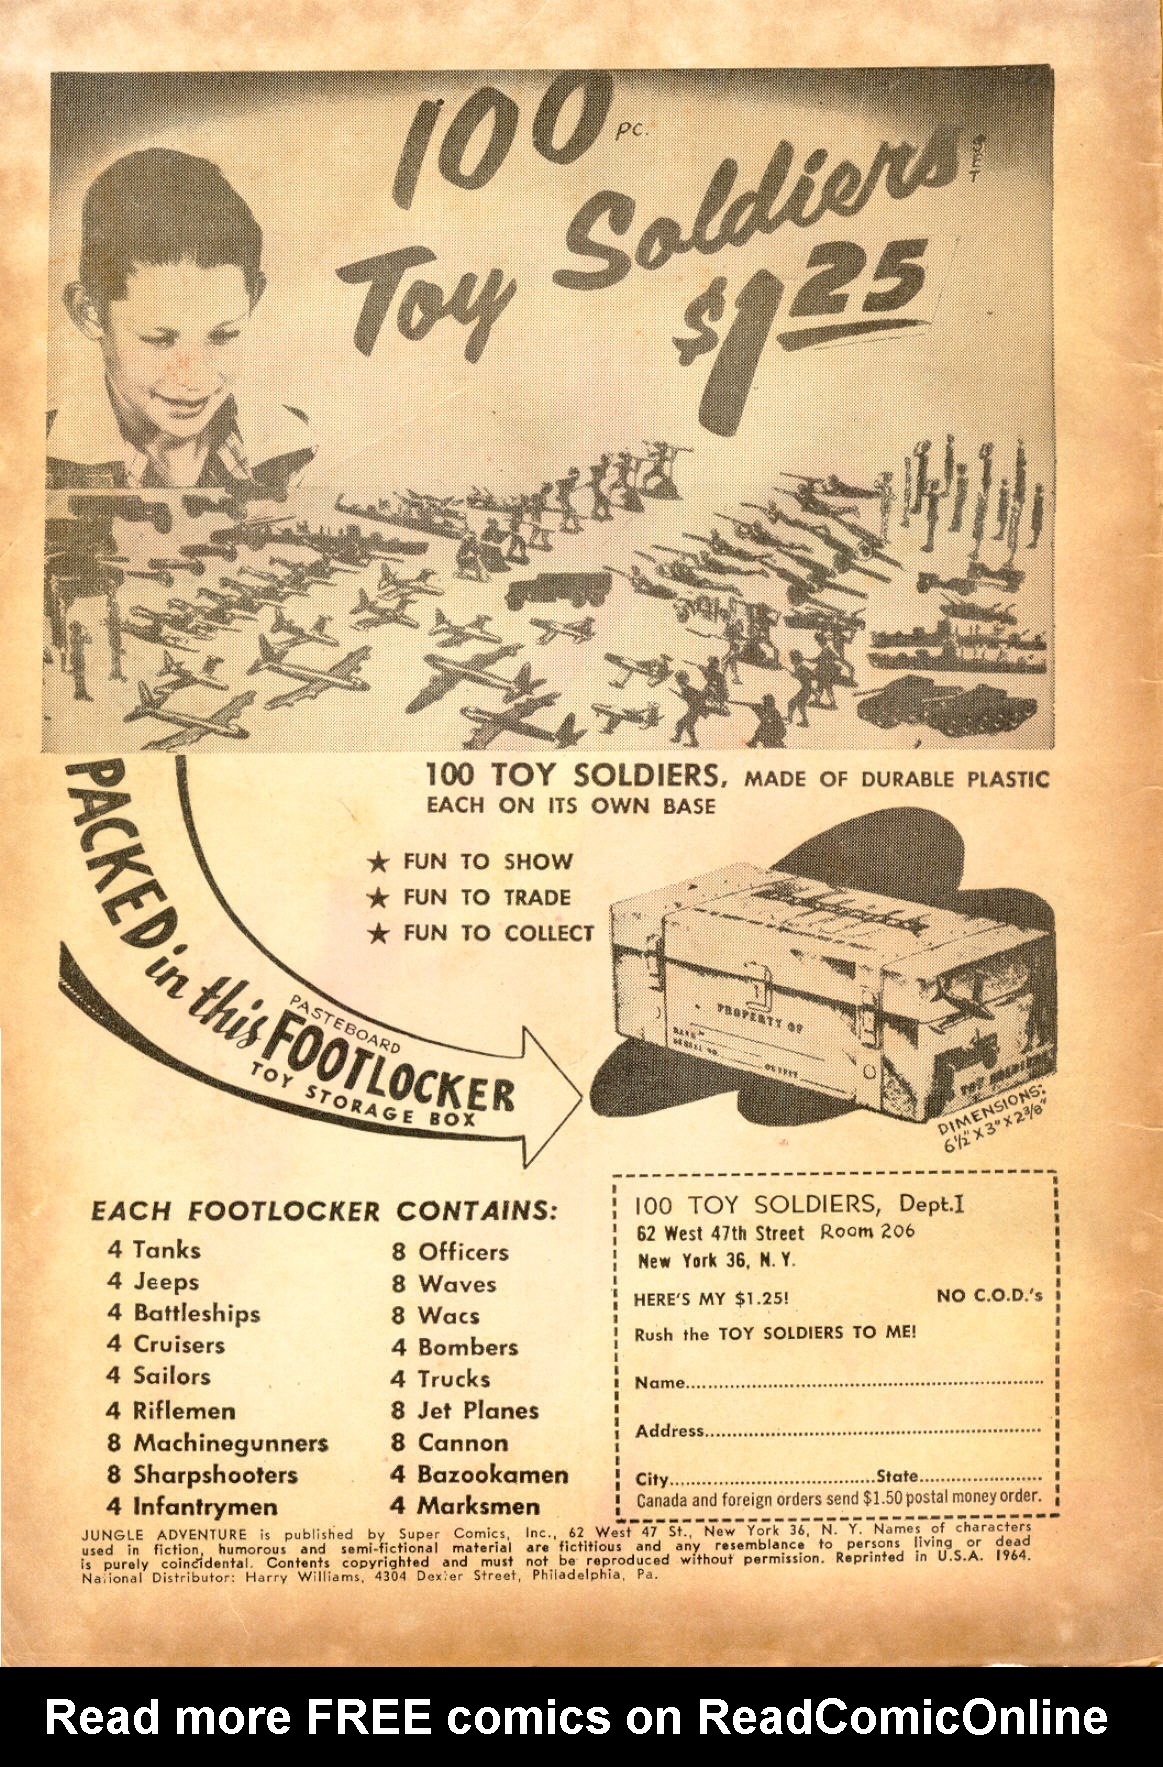 100 PC.
Toy Soldiers SET
$1.25
PACKED in this
PASTEBOARD
FOOTLOCKER
TOY STORAGE BOX
100 TOY SOLDIERS, MADE OF DURABLE PLASTIC
EACH ON ITS OWN BASE
★ FUN TO SHOW
★ FUN TO TRADE
★ FUN TO COLLECT
PROPERTY OF
NAME
SERIAL NO.
OUTFIT
TOY SOLDIERS
DIMENSIONS:
6½" X 3" X 2⅜"
EACH FOOTLOCKER CONTAINS:
4 Tanks
4 Jeeps
4 Battleships
4 Cruisers
4 Sailors
4 Riflemen
8 Machinegunners
8 Sharpshooters
4 Infantrymen
8 Officers
8 Waves
8 Wacs
4 Bombers
4 Trucks
8 Jet Planes
8 Cannon
4 Bazookamen
4 Marksmen
100 TOY SOLDIERS, Dept. I
62 West 47th Street Room 206
New York 36, N. Y.
HERE'S MY $1.25! NO C.O.D.'s
Rush the TOY SOLDIERS TO ME!
Name
Address
City State
Canada and foreign orders send $1.50 postal money order.
JUNGLE ADVENTURE is published by Super Comics, Inc., 62 West 47 St., New York 36, N. Y. Names of characters
used in fiction, humorous and semi-fictional material are fictitious and any resemblance to persons living or dead
is purely coincidental. Contents copyrighted and must not be reproduced without permission. Reprinted in U.S.A. 1964.
National Distributor: Harry Williams, 4304 Dexter Street, Philadelphia, Pa.
Read more FREE comics on ReadComicOnline